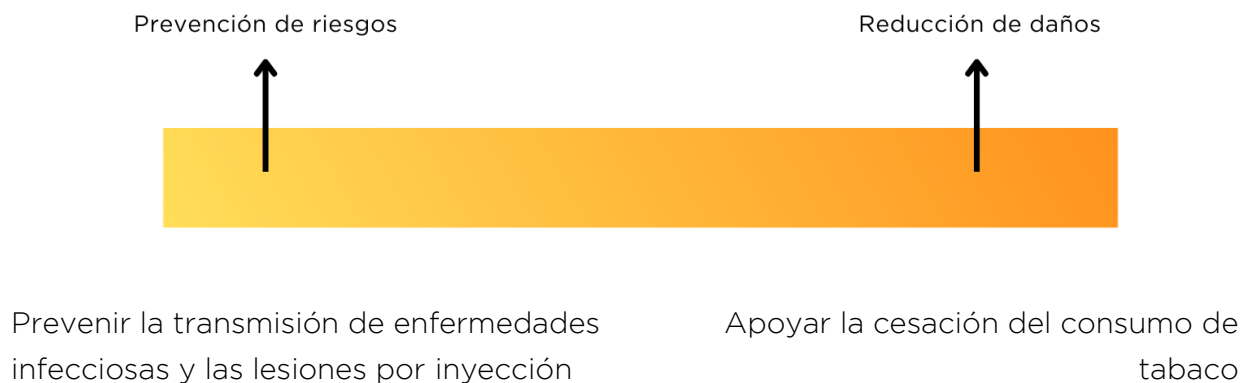 Prevención de riesgos
Reducción de daños
Prevenir la transmisión de enfermedades
infecciosas y las lesiones por inyección
Apoyar la cesación del consumo de
tabaco